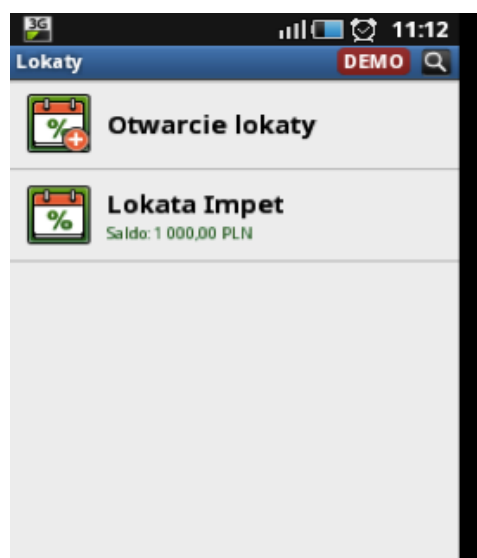 3G
11:12
Lokaty
DEMO
%
Otwarcie lokaty
%
Lokata Impet
Saldo: 1 000,00 PLN